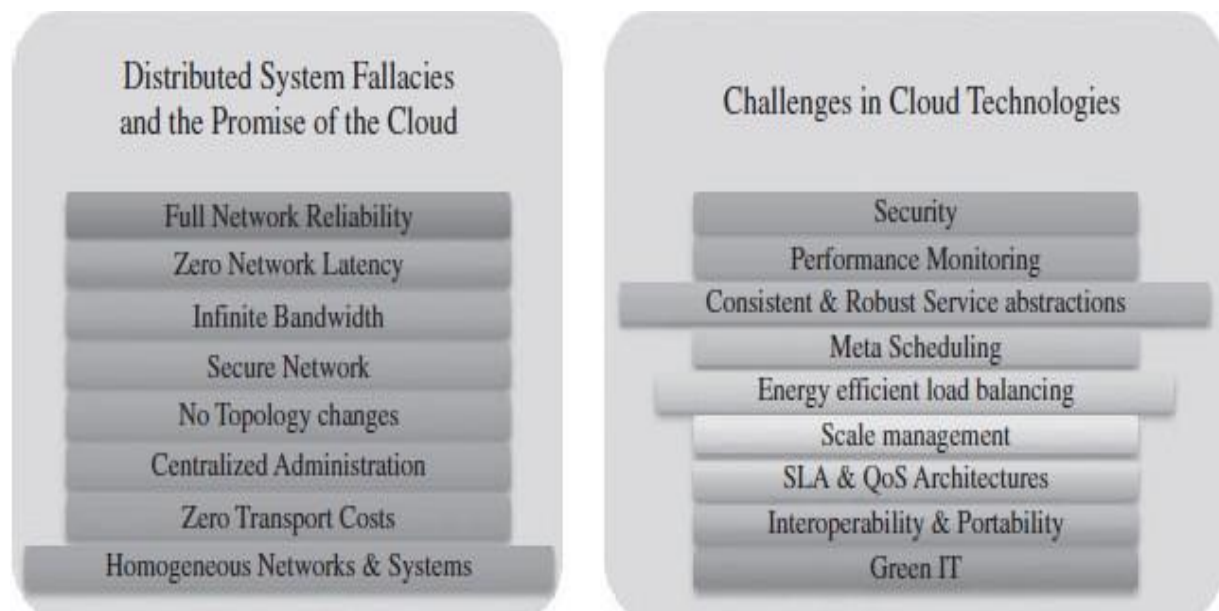 Distributed System Fallacies
and the Promise of the Cloud
Full Network Reliability
Zero Network Latency
Infinite Bandwidth
Secure Network
No Topology changes
Centralized Administration
Zero Transport Costs
Homogeneous Networks & Systems
Challenges in Cloud Technologies
Security
Performance Monitoring
Consistent & Robust Service abstractions
Meta Scheduling
Energy efficient load balancing
Scale management
SLA & QoS Architectures
Interoperability & Portability
Green IT